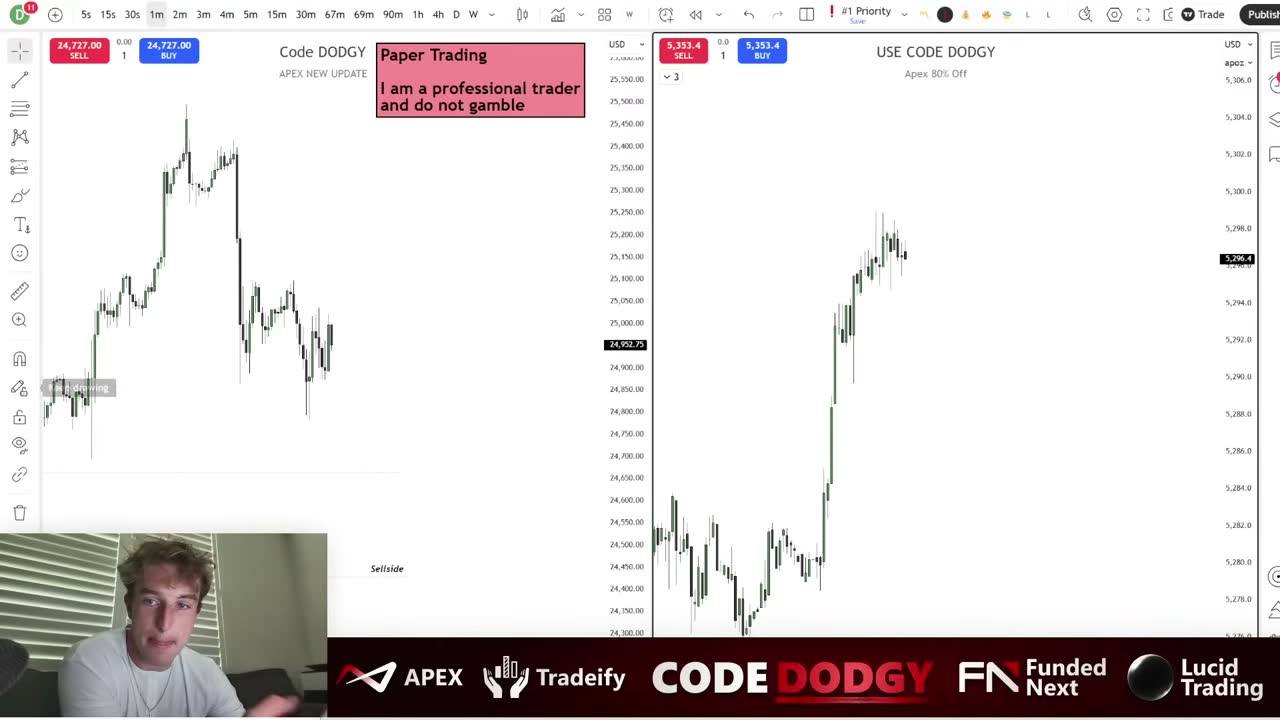 D
11
5s 15s 30s 1m 2m 3m 4m 5m 15m 30m 67m 69m 90m 1h 4h D W
W
#1 Priority
Save
L L
Trade
Publish
24,727.00
SELL
0.00
1
24,727.00
BUY
Code DODGY
APEX NEW UPDATE
Paper Trading
I am a professional trader
and do not gamble
USD
25,500.00
25,450.00
25,400.00
25,350.00
25,300.00
25,250.00
25,200.00
25,150.00
25,100.00
25,050.00
25,000.00
24,952.75
24,900.00
24,850.00
24,800.00
24,750.00
24,700.00
24,650.00
24,600.00
24,550.00
24,500.00
24,450.00
24,400.00
24,350.00
24,300.00
Keep drawing
Sellside
5,353.4
SELL
0.0
1
5,353.4
BUY
3
USE CODE DODGY
Apex 80% Off
USD
apoz
5,306.0
5,304.0
5,302.0
5,300.0
5,298.0
5,296.4
5,294.0
5,292.0
5,290.0
5,288.0
5,286.0
5,284.0
5,282.0
5,280.0
5,278.0
5,276.0
APEX
Tradeify
CODE DODGY
FN
Funded
Next
Lucid
Trading